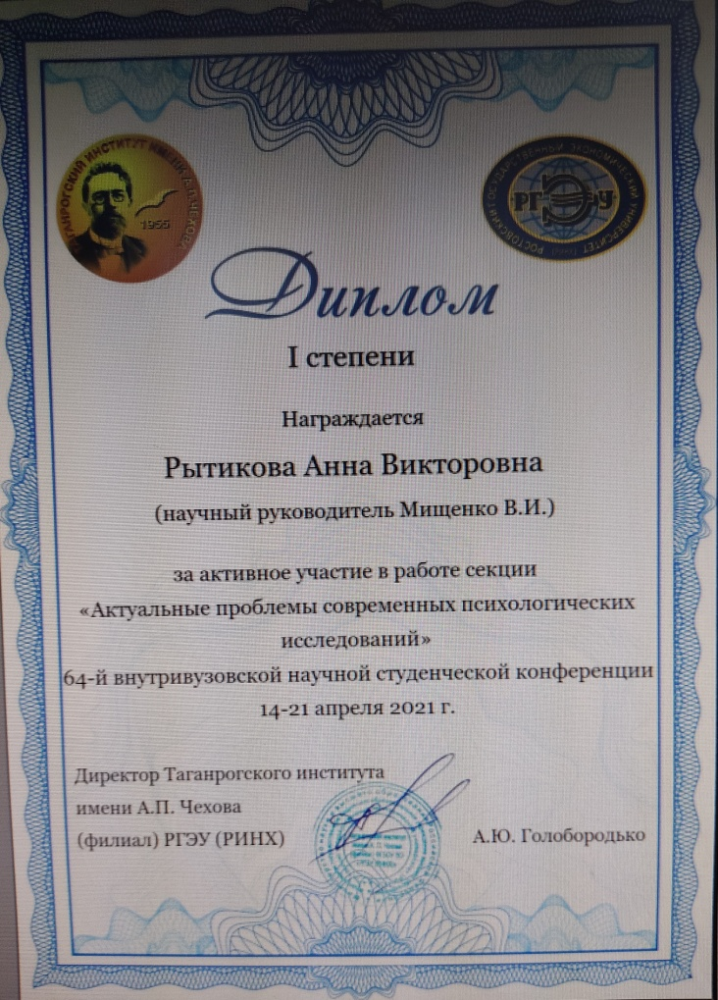 ТАГАНРОГСКИЙ ИНСТИТУТ ИМЕНИ А.П. ЧЕХОВА
1955
РОСТОВСКИЙ ГОСУДАРСТВЕННЫЙ ЭКОНОМИЧЕСКИЙ УНИВЕРСИТЕТ
РГЭУ
Диплом
I степени
Награждается
Рытикова Анна Викторовна
(научный руководитель Мищенко В.И.)
за активное участие в работе секции
«Актуальные проблемы современных психологических
исследований»
64-й внутривузовской научной студенческой конференции
14-21 апреля 2021 г.
Директор Таганрогского института
имени А.П. Чехова
(филиал) РГЭУ (РИНХ)
А.Ю. Голобородько